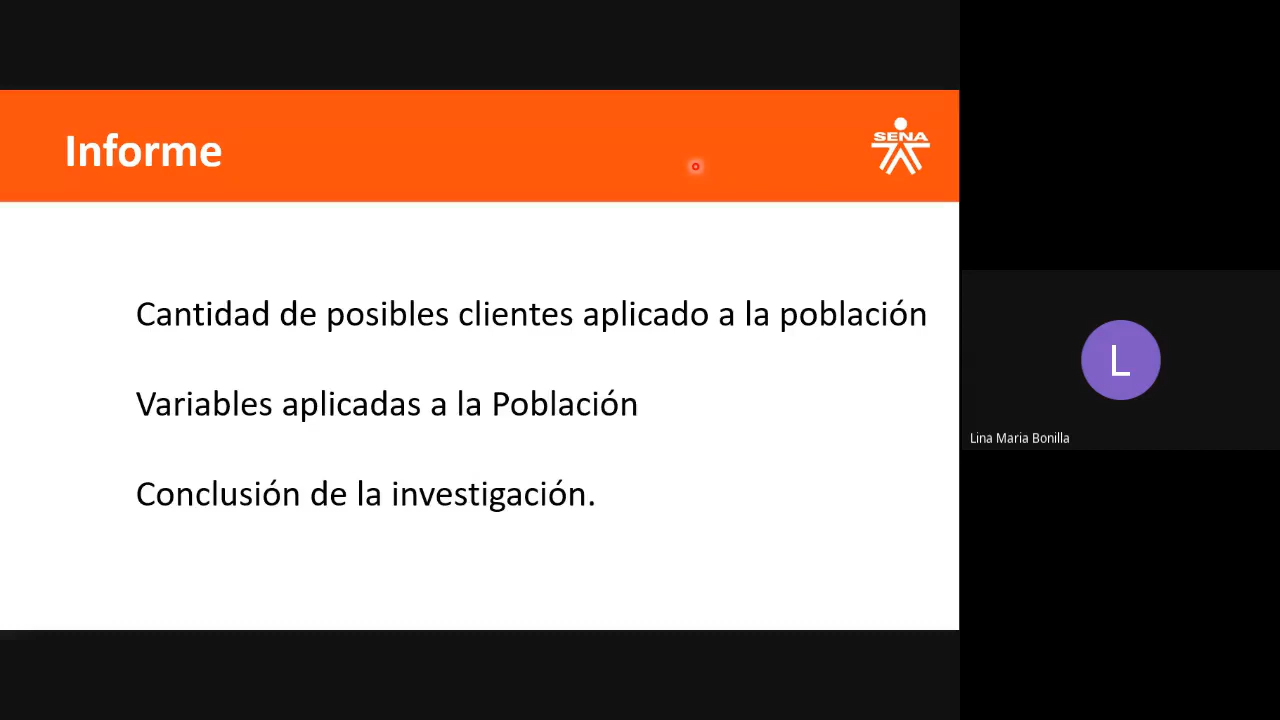 Informe
SENA
Cantidad de posibles clientes aplicado a la población
Variables aplicadas a la Población
Conclusión de la investigación.
L
Lina Maria Bonilla